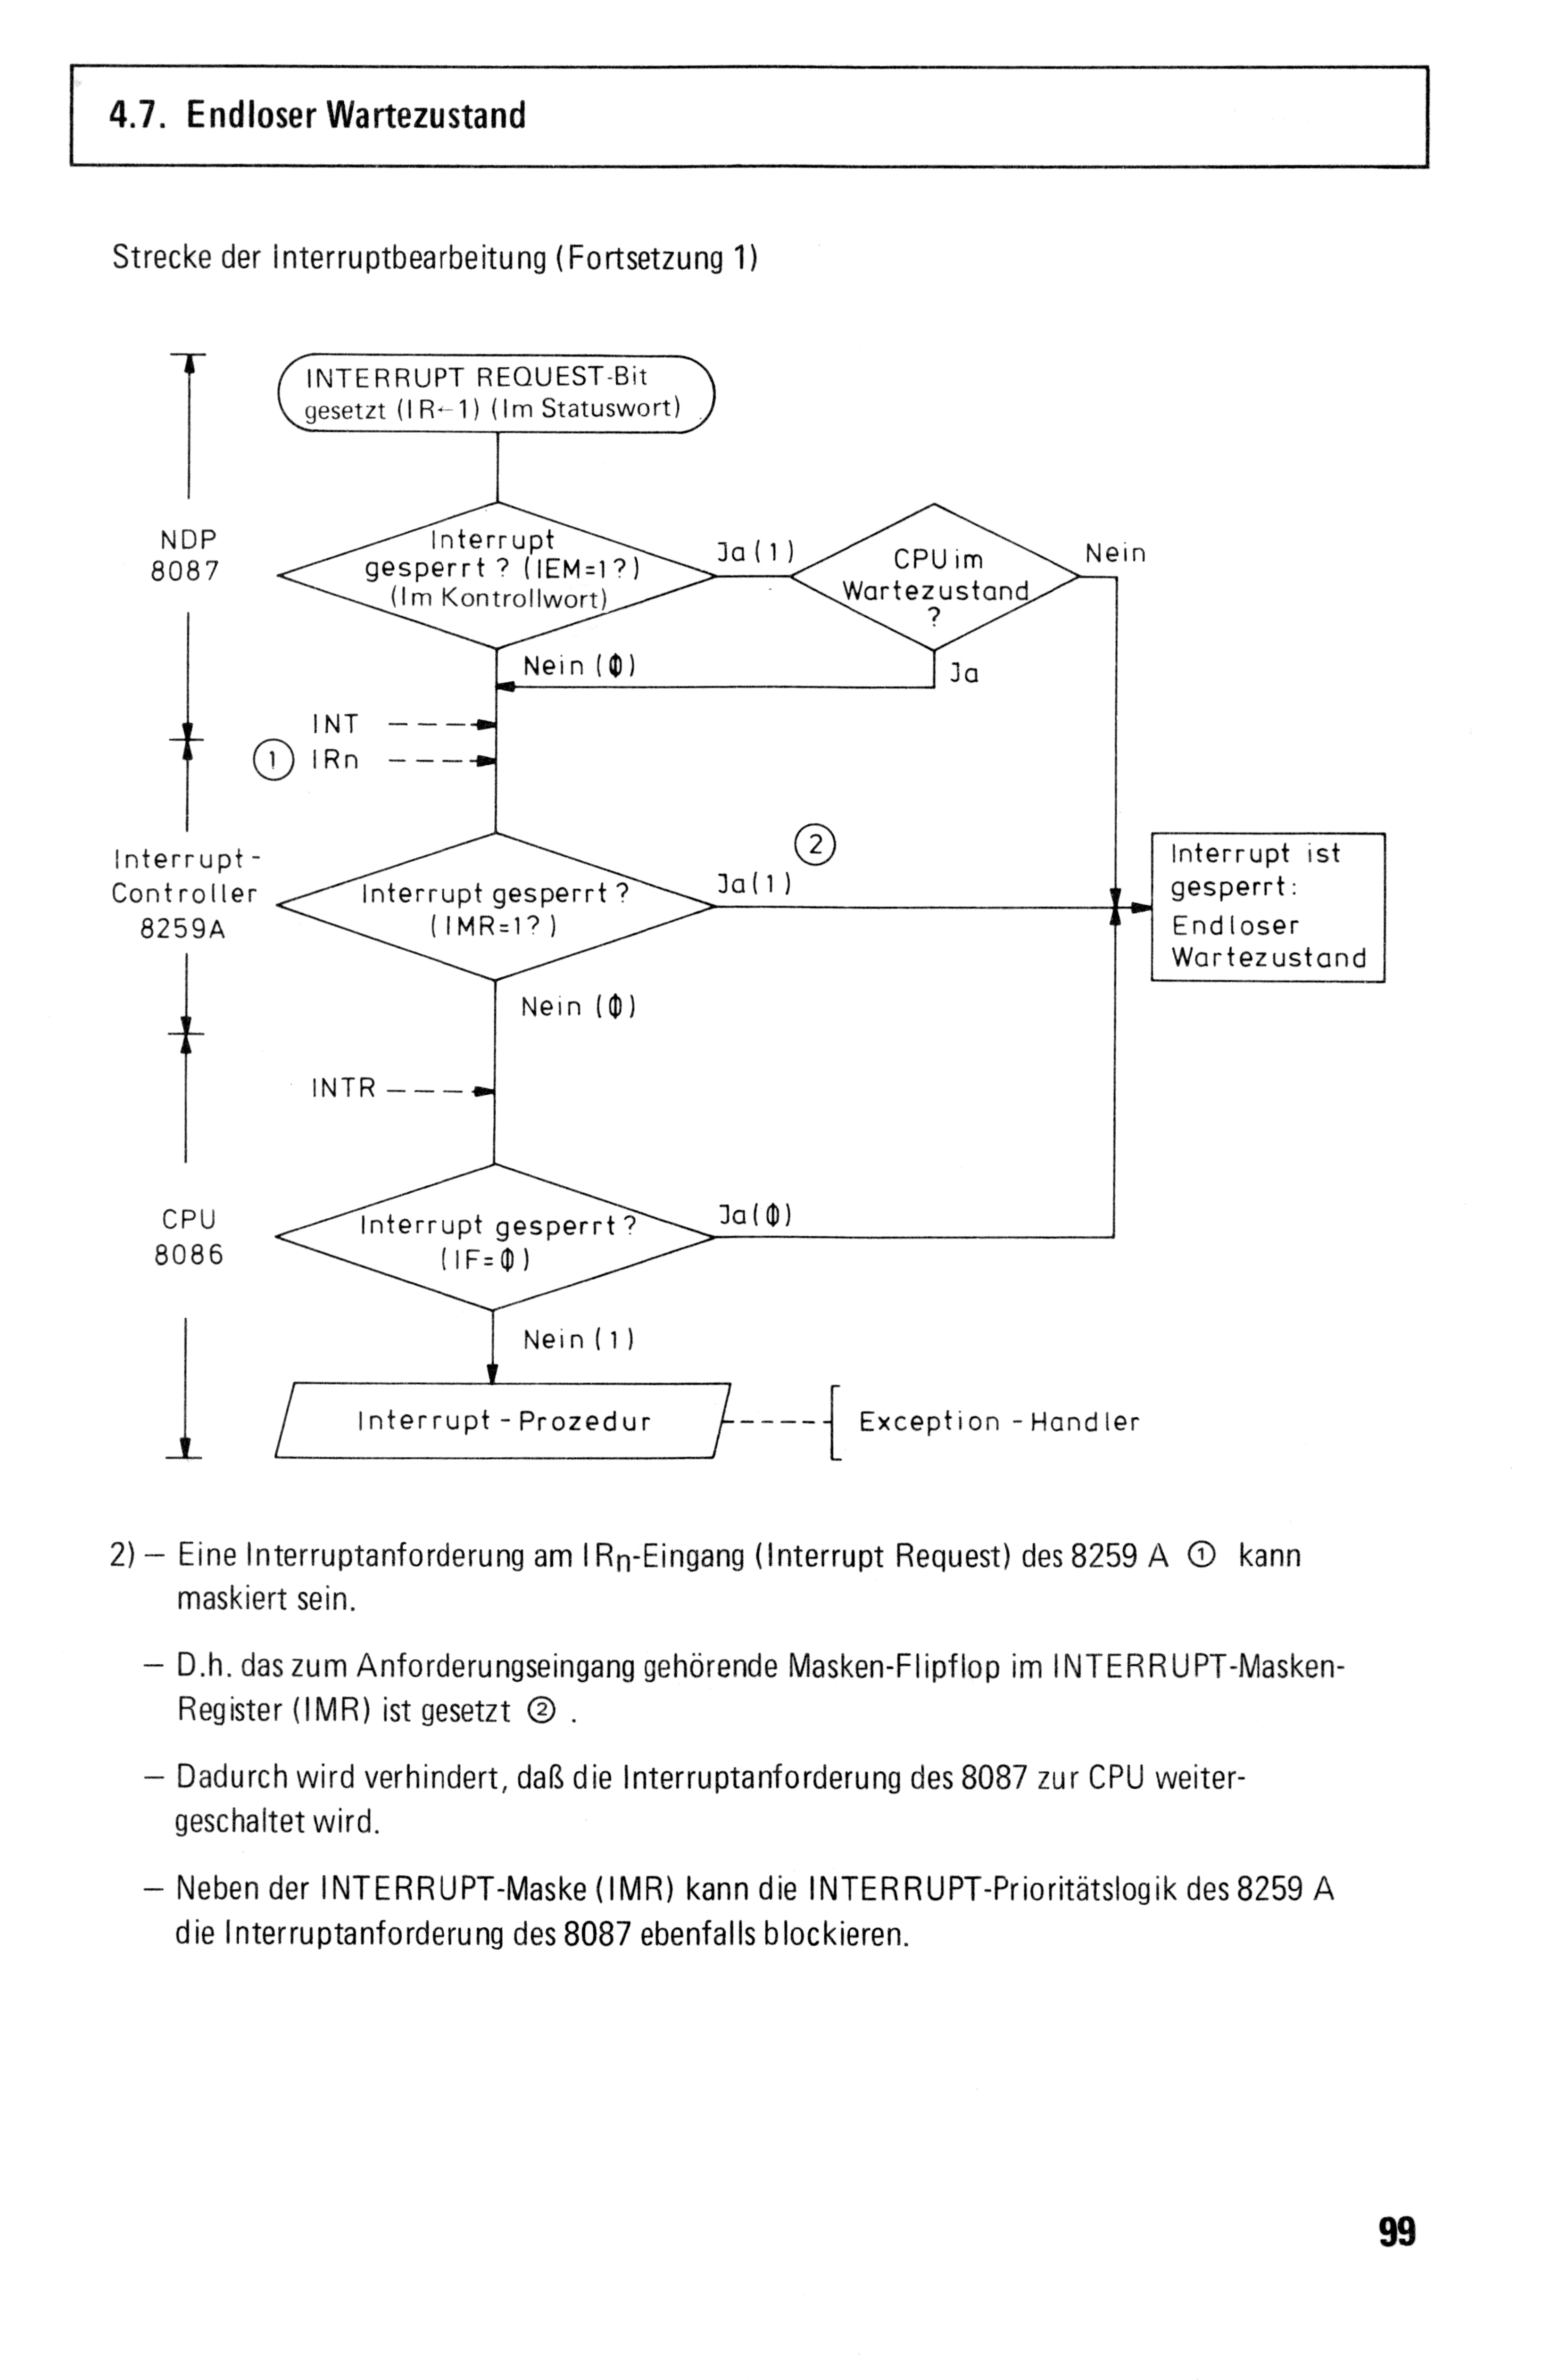 4.7. Endloser Wartezustand
Strecke der Interruptbearbeitung (Fortsetzung 1)
INTERRUPT REQUEST-Bit
gesetzt (IR←1) (Im Statuswort)
NDP
8087
Interrupt
gesperrt? (IEM=1?)
(Im Kontrollwort)
Ja (1)
CPU im
Wartezustand
?
Nein
Nein (0)
Ja
INT
1 IRn
Interrupt-
Controller
8259A
Interrupt gesperrt?
(IMR=1?)
2
Ja (1)
Interrupt ist
gesperrt:
Endloser
Wartezustand
Nein (0)
INTR
CPU
8086
Interrupt gesperrt?
(IF=0)
Ja (0)
Nein (1)
Interrupt-Prozedur
Exception-Handler
2) — Eine Interruptanforderung am IRn-Eingang (Interrupt Request) des 8259 A ① kann
maskiert sein.
— D.h. das zum Anforderungseingang gehörende Masken-Flipflop im INTERRUPT-Masken-
Register (IMR) ist gesetzt ② .
— Dadurch wird verhindert, daß die Interruptanforderung des 8087 zur CPU weiter-
geschaltet wird.
— Neben der INTERRUPT-Maske (IMR) kann die INTERRUPT-Prioritätslogik des 8259 A
die Interruptanforderung des 8087 ebenfalls blockieren.
99